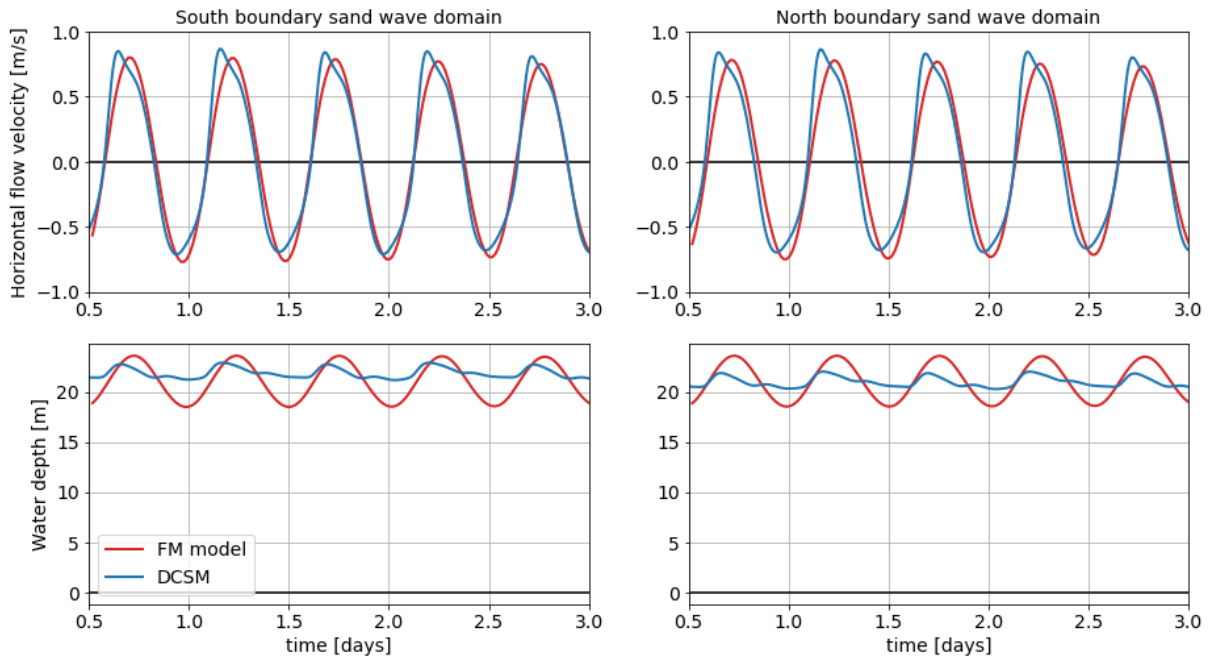 South boundary sand wave domain
North boundary sand wave domain
Horizontal flow velocity [m/s]
1.0
0.5
0.0
−0.5
−1.0
0.5 1.0 1.5 2.0 2.5 3.0
1.0
0.5
0.0
−0.5
−1.0
0.5 1.0 1.5 2.0 2.5 3.0
Water depth [m]
20
15
10
5
0
FM model
DCSM
0.5 1.0 1.5 2.0 2.5 3.0
time [days]
20
15
10
5
0
0.5 1.0 1.5 2.0 2.5 3.0
time [days]